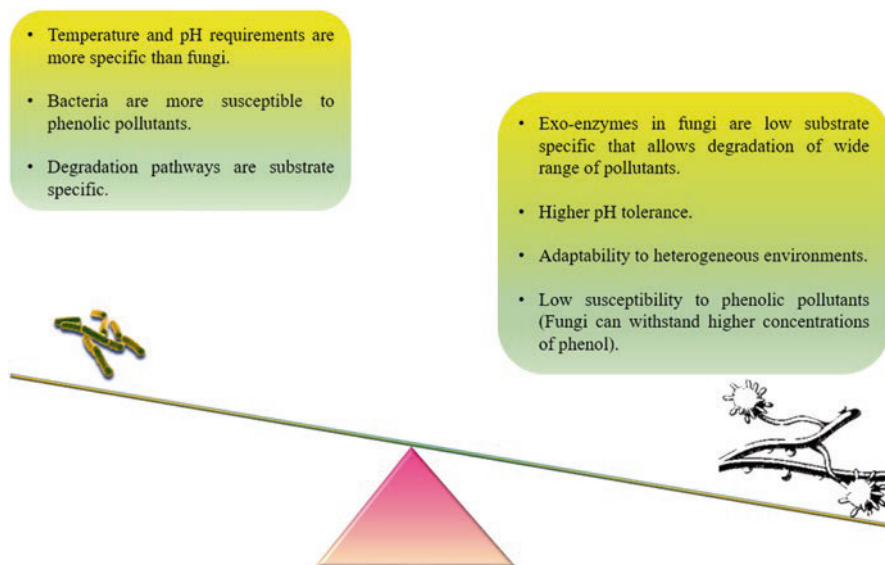 • Temperature and pH requirements are
more specific than fungi.
• Bacteria are more susceptible to
phenolic pollutants.
• Degradation pathways are substrate
specific.
• Exo-enzymes in fungi are low substrate
specific that allows degradation of wide
range of pollutants.
• Higher pH tolerance.
• Adaptability to heterogeneous environments.
• Low susceptibility to phenolic pollutants
(Fungi can withstand higher concentrations
of phenol).